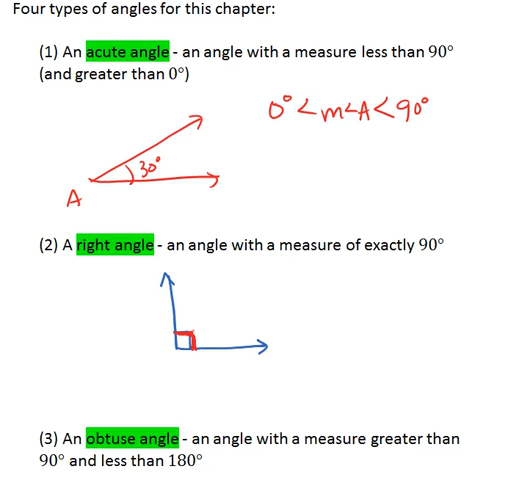 Four types of angles for this chapter:
(1) An acute angle - an angle with a measure less than 90°
(and greater than 0°)
0° < m∠A < 90°
30°
A
(2) A right angle - an angle with a measure of exactly 90°
(3) An obtuse angle - an angle with a measure greater than
90° and less than 180°